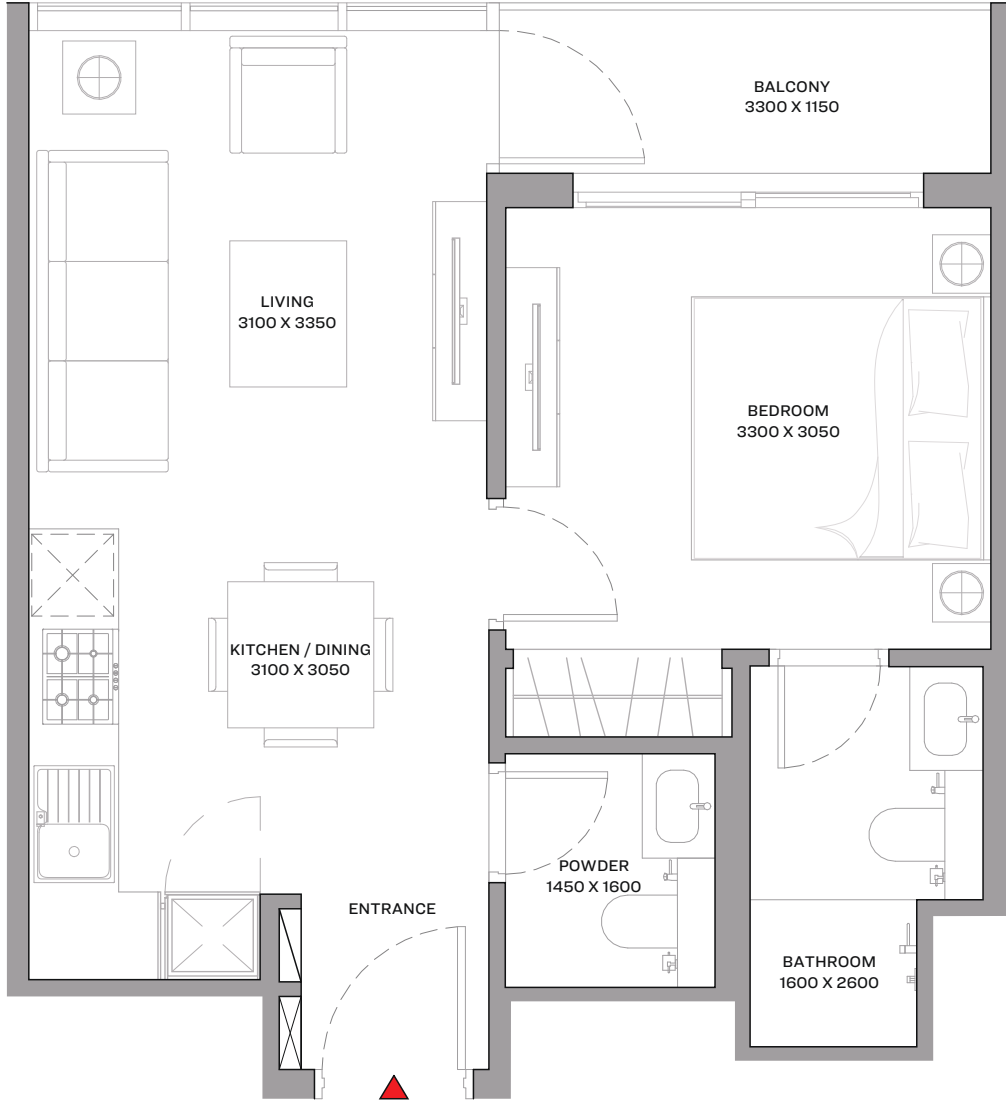 BALCONY
3300 X 1150
LIVING
3100 X 3350
BEDROOM
3300 X 3050
KITCHEN / DINING
3100 X 3050
POWDER
1450 X 1600
ENTRANCE
BATHROOM
1600 X 2600